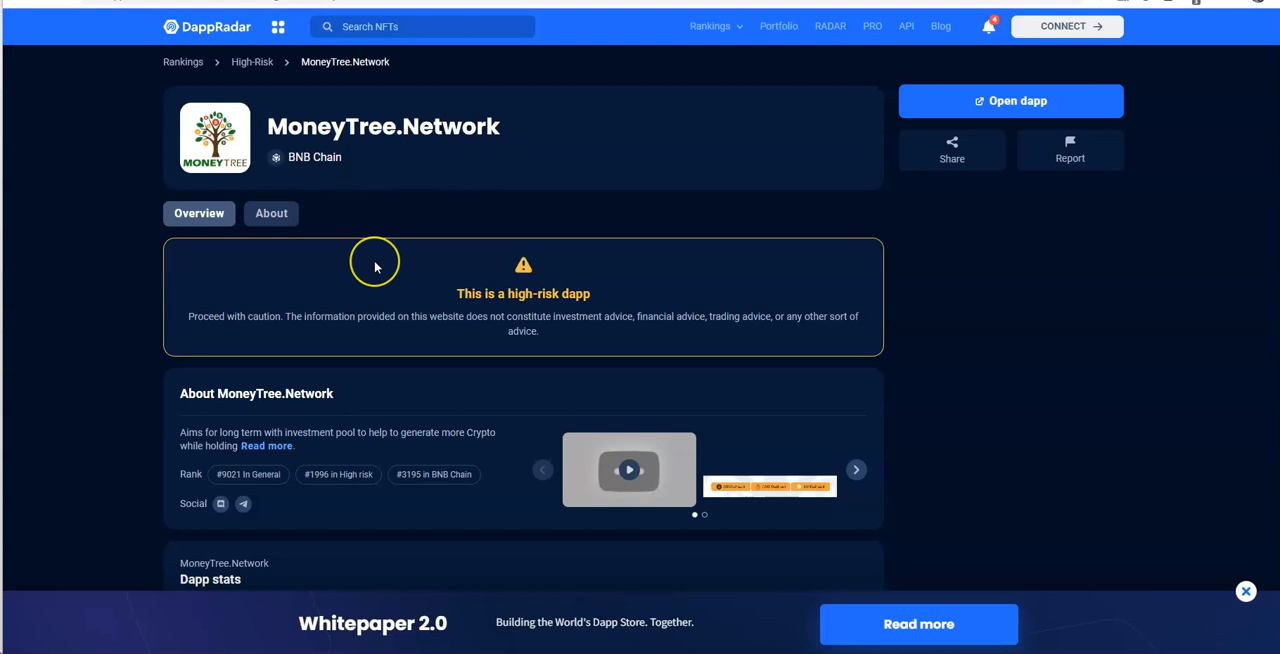 DappRadar
Search NFTs
Rankings
Portfolio
RADAR
PRO
API
Blog
4
CONNECT
Rankings
High-Risk
MoneyTree.Network
MONEYTREE
MoneyTree.Network
BNB Chain
Open dapp
Share
Report
Overview
About
This is a high-risk dapp
Proceed with caution. The information provided on this website does not constitute investment advice, financial advice, trading advice, or any other sort of
advice.
About MoneyTree.Network
Aims for long term with investment pool to help to generate more Crypto
while holding Read more.
Rank
#9021 In General
#1996 in High risk
#3195 in BNB Chain
Social
MoneyTree.Network
Dapp stats
Whitepaper 2.0
Building the World's Dapp Store. Together.
Read more